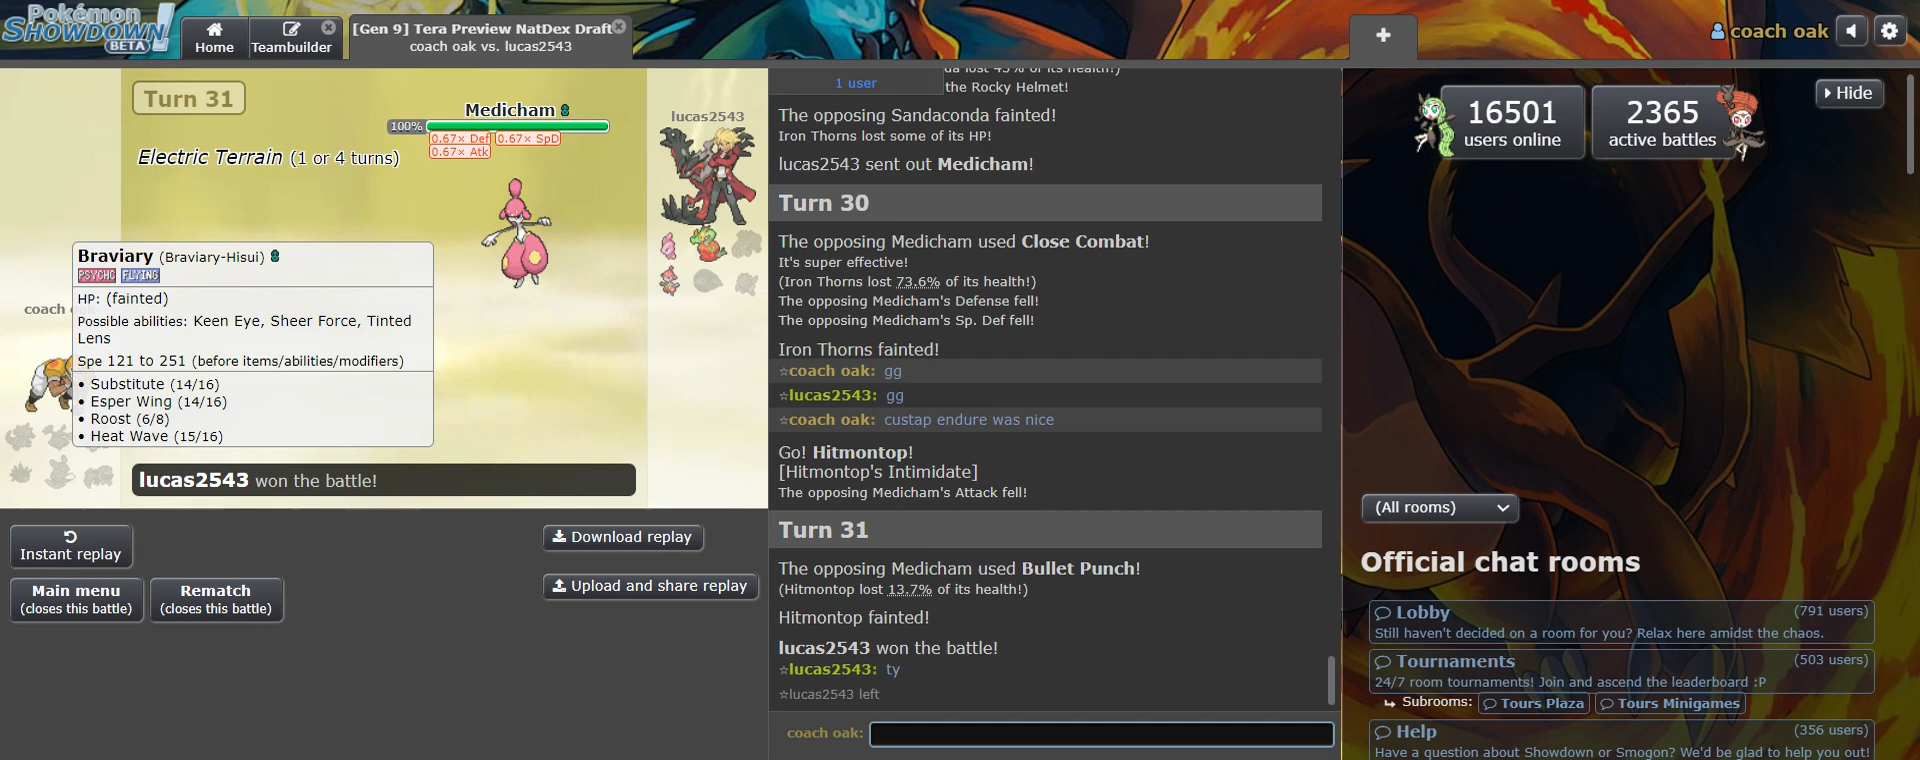 Pokémon
SHOWDOWN!
BETA
Home
Teambuilder
[Gen 9] Tera Preview NatDex Draft
coach oak vs. lucas2543
+
coach oak
Turn 31
Electric Terrain (1 or 4 turns)
Medicham
100%
0.67× Def
0.67× SpD
0.67× Atk
lucas2543
coach
Braviary (Braviary-Hisui)
PSYCHC FLYING
HP: (fainted)
Possible abilities: Keen Eye, Sheer Force, Tinted
Lens
Spe 121 to 251 (before items/abilities/modifiers)
• Substitute (14/16)
• Esper Wing (14/16)
• Roost (6/8)
• Heat Wave (15/16)
lucas2543 won the battle!
Instant replay
Download replay
Upload and share replay
Main menu
(closes this battle)
Rematch
(closes this battle)
1 user
da lost 45% of its health!)
the Rocky Helmet!
The opposing Sandaconda fainted!
Iron Thorns lost some of its HP!
lucas2543 sent out Medicham!
Turn 30
The opposing Medicham used Close Combat!
It's super effective!
(Iron Thorns lost 73.6% of its health!)
The opposing Medicham's Defense fell!
The opposing Medicham's Sp. Def fell!
Iron Thorns fainted!
☆coach oak: gg
☆lucas2543: gg
☆coach oak: custap endure was nice
Go! Hitmontop!
[Hitmontop's Intimidate]
The opposing Medicham's Attack fell!
Turn 31
The opposing Medicham used Bullet Punch!
(Hitmontop lost 13.7% of its health!)
Hitmontop fainted!
lucas2543 won the battle!
☆lucas2543: ty
☆lucas2543 left
coach oak:
16501
users online
2365
active battles
Hide
(All rooms)
Official chat rooms
Lobby (791 users)
Still haven't decided on a room for you? Relax here amidst the chaos.
Tournaments (503 users)
24/7 room tournaments! Join and ascend the leaderboard :P
Subrooms: Tours Plaza Tours Minigames
Help (356 users)
Have a question about Showdown or Smogon? We'd be glad to help you out!